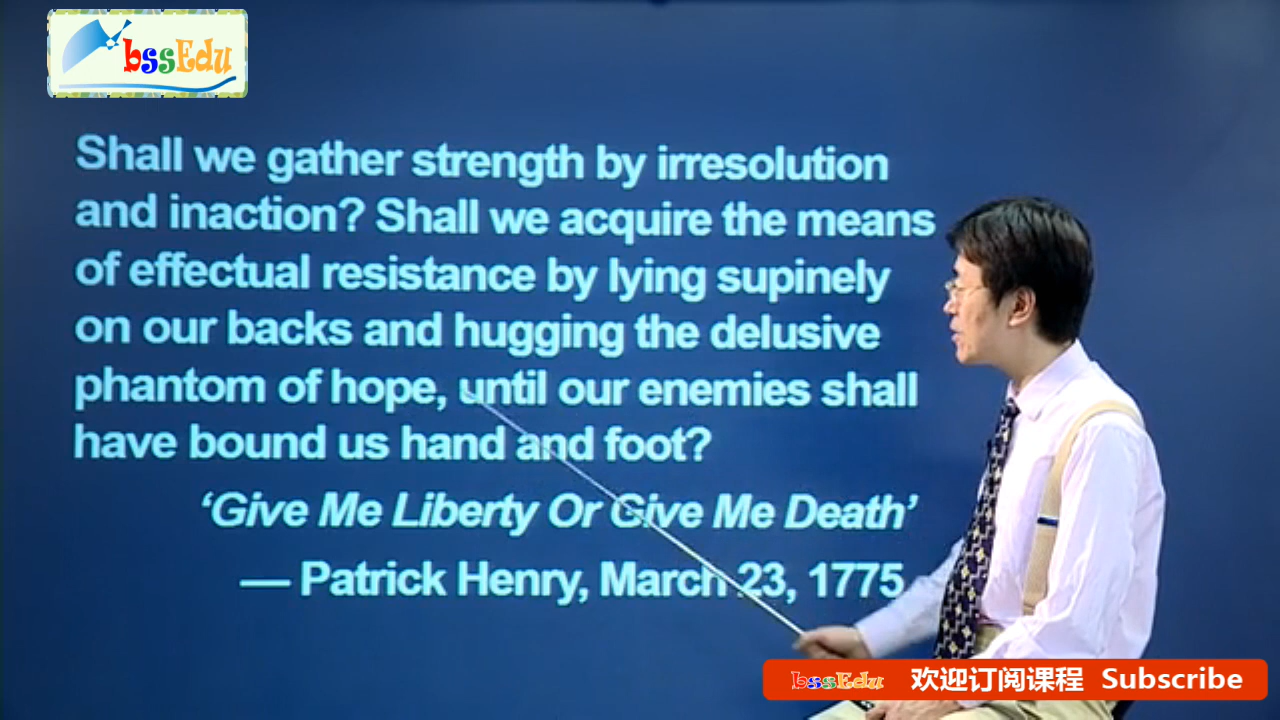 bssEdu
Shall we gather strength by irresolution
and inaction? Shall we acquire the means
of effectual resistance by lying supinely
on our backs and hugging the delusive
phantom of hope, until our enemies shall
have bound us hand and foot?
‘Give Me Liberty Or Give Me Death’
— Patrick Henry, March 23, 1775
bssEdu 欢迎订阅课程 Subscribe